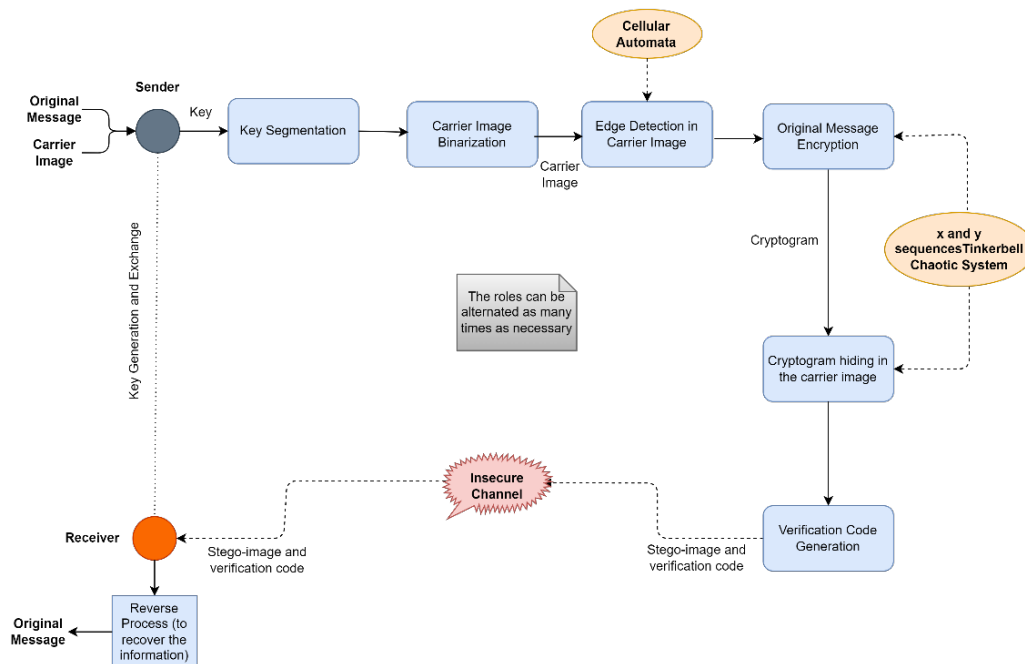 Cellular
Automata
Sender
Original
Message
Carrier
Image
Key
Key Segmentation
Carrier Image
Binarization
Carrier
Image
Edge Detection in
Carrier Image
Original Message
Encryption
x and y
sequencesTinkerbell
Chaotic System
Cryptogram
Key Generation and Exchange
The roles can be
alternated as many
times as necessary
Cryptogram hiding in
the carrier image
Insecure
Channel
Verification Code
Generation
Stego-image and
verification code
Receiver
Stego-image and
verification code
Reverse
Process (to
recover the
information)
Original
Message